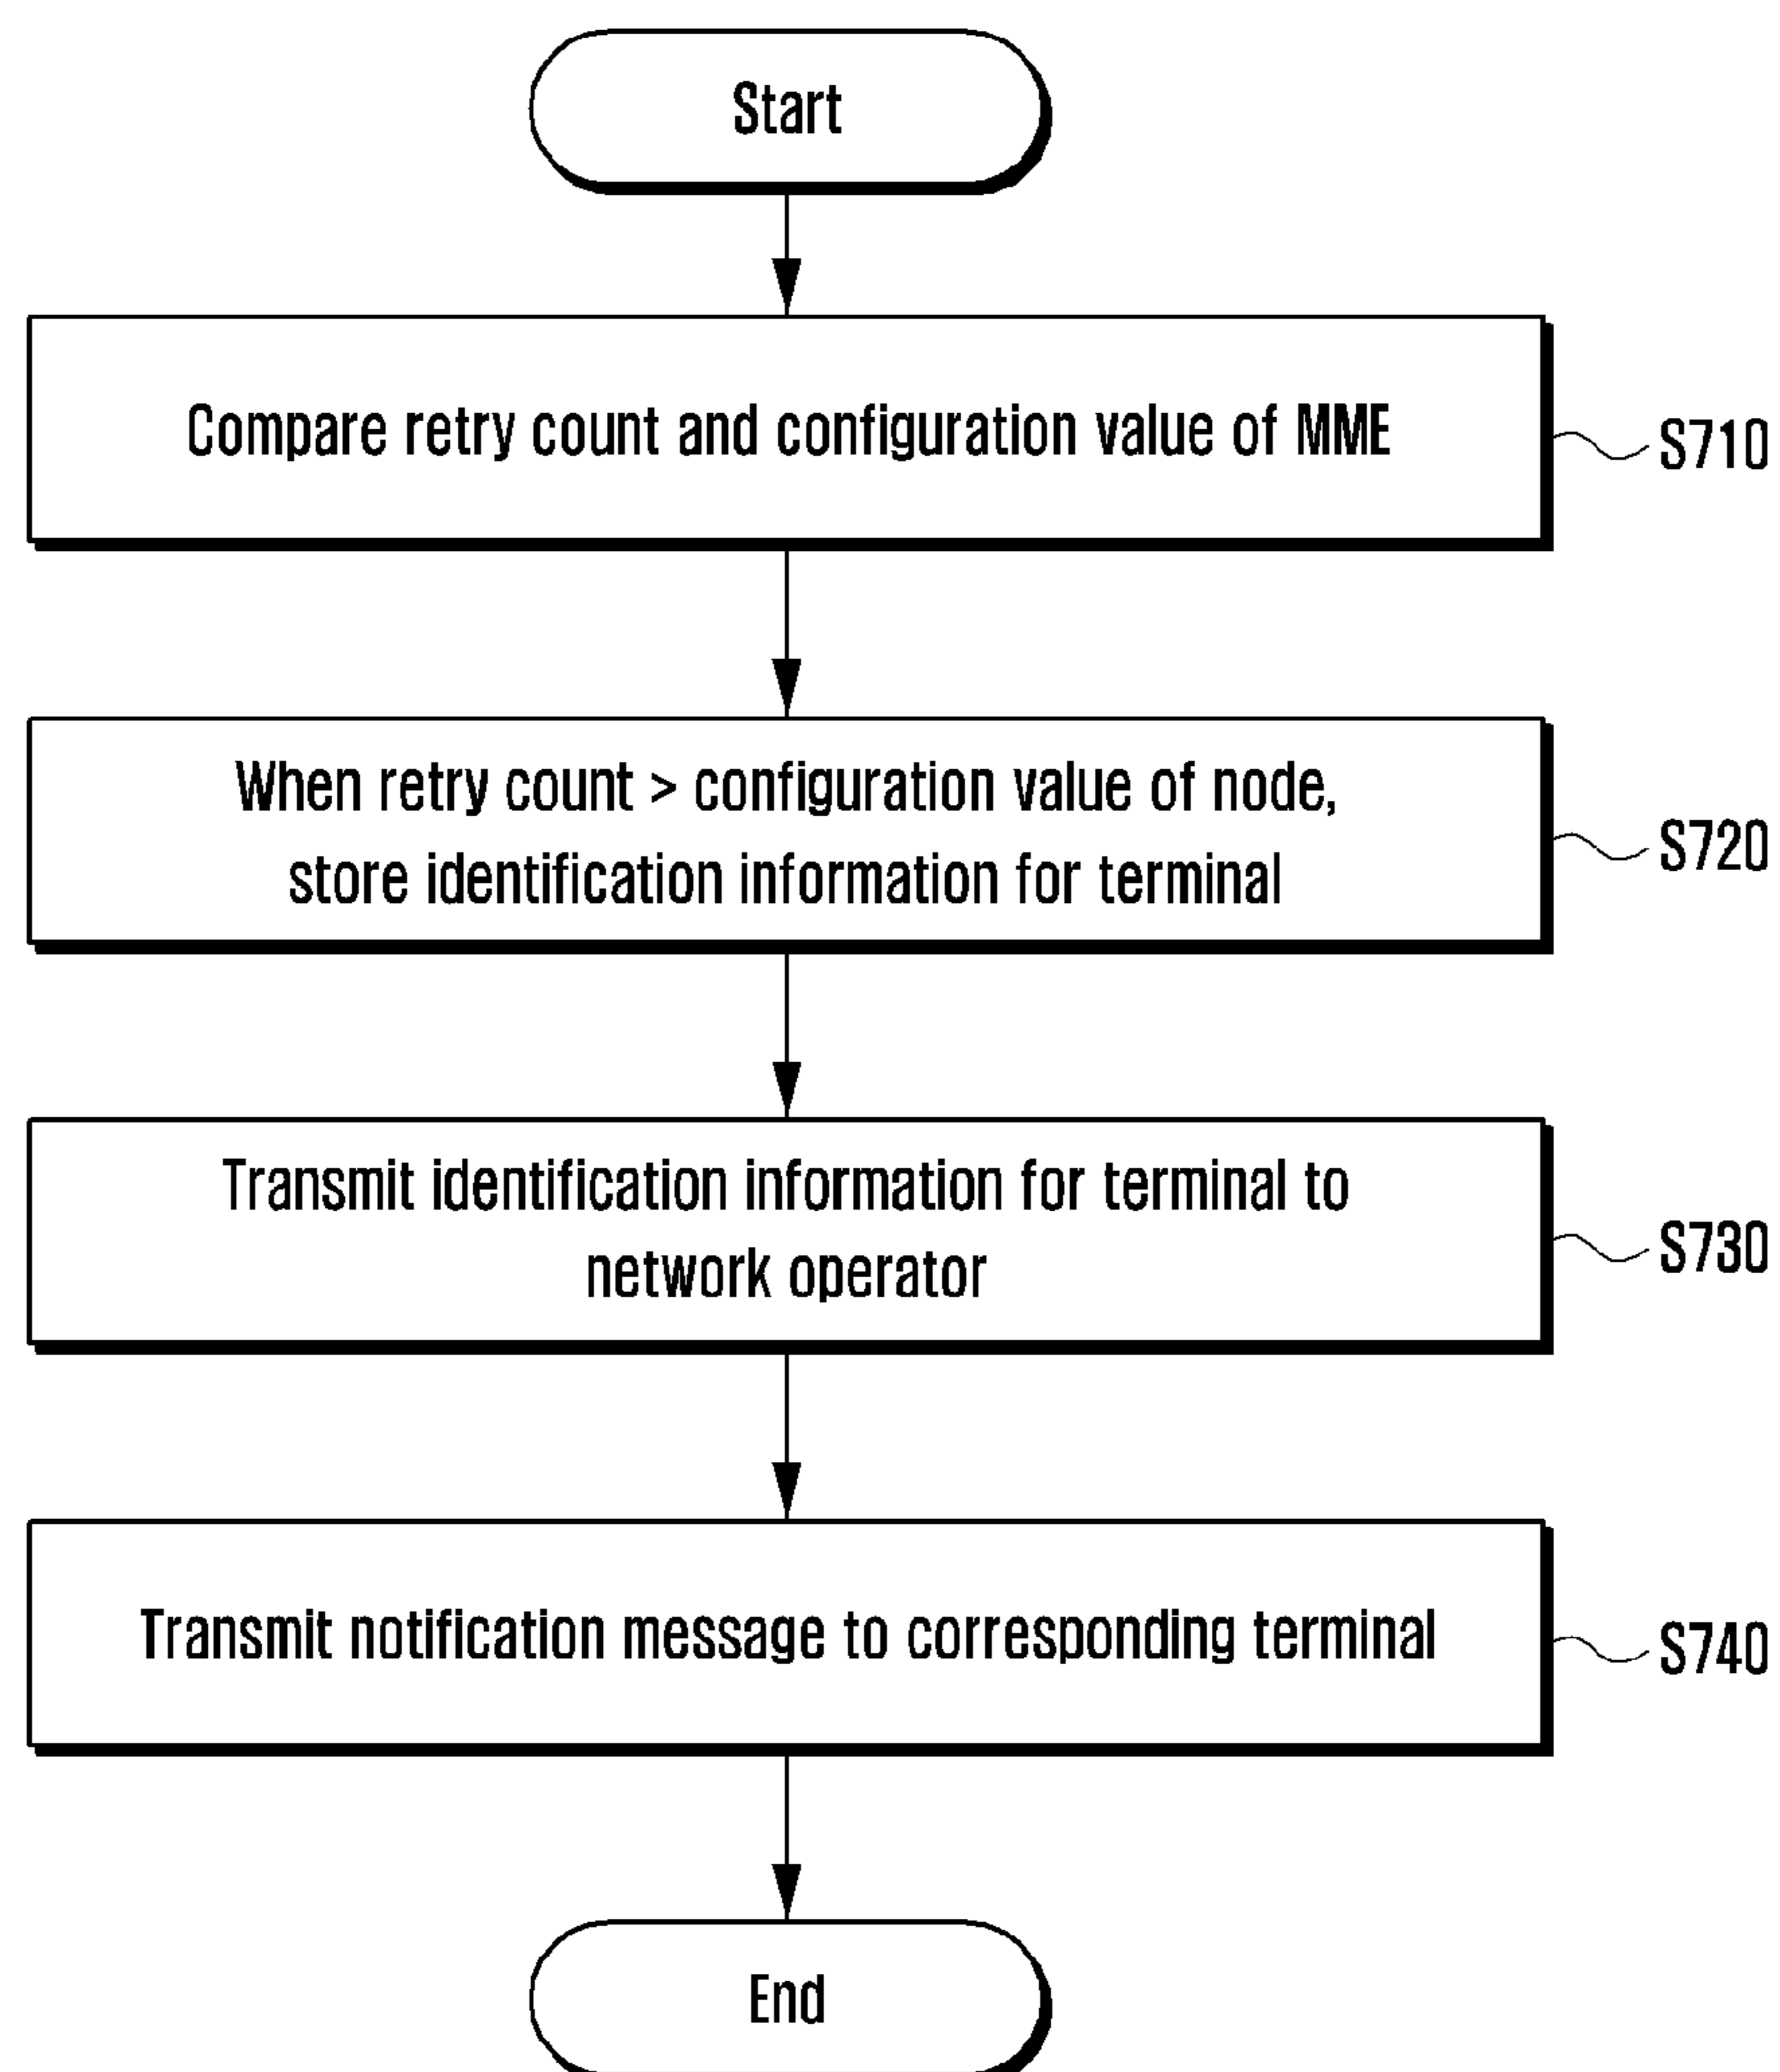 Start
Compare retry count and configuration value of MME
S710
When retry count > configuration value of node,
store identification information for terminal
S720
Transmit identification information for terminal to
network operator
S730
Transmit notification message to corresponding terminal
S740
End